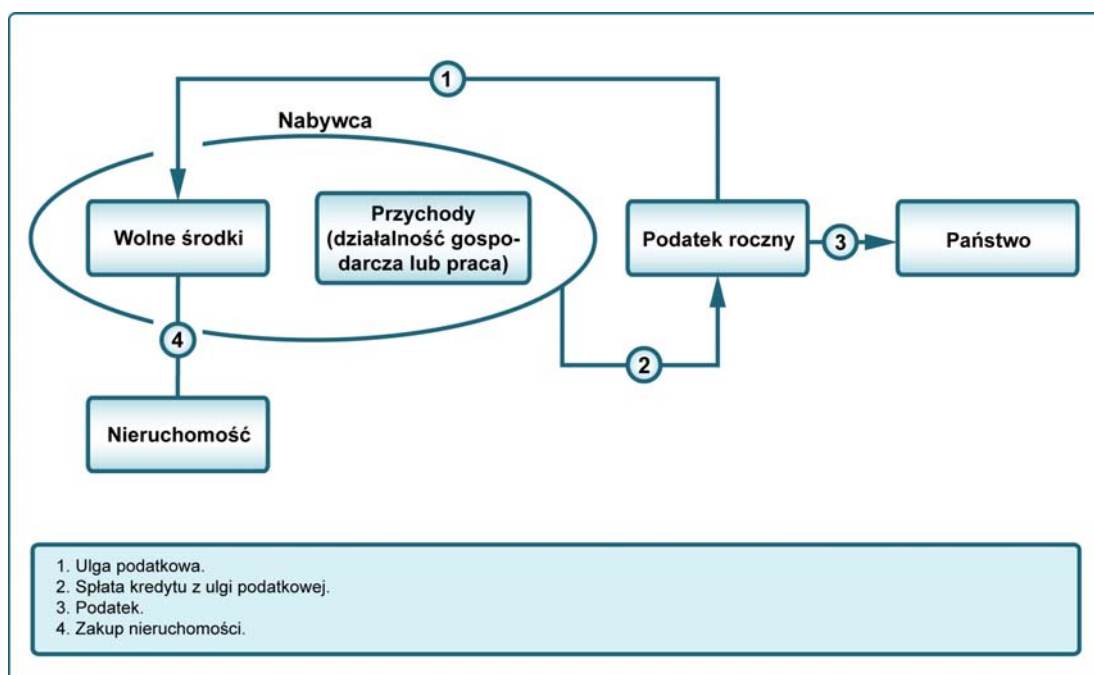 1
Nabywca
Wolne środki
Przychody
(działalność gospo-
darcza lub praca)
Podatek roczny
3
Państwo
4
2
Nieruchomość
1. Ulga podatkowa.
2. Spłata kredytu z ulgi podatkowej.
3. Podatek.
4. Zakup nieruchomości.